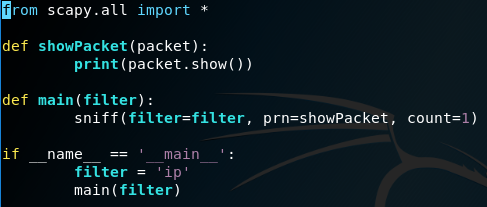 from scapy.all import *
def showPacket(packet):
        print(packet.show())
def main(filter):
        sniff(filter=filter, prn=showPacket, count=1)
if __name__ == '__main__':
        filter = 'ip'
        main(filter)